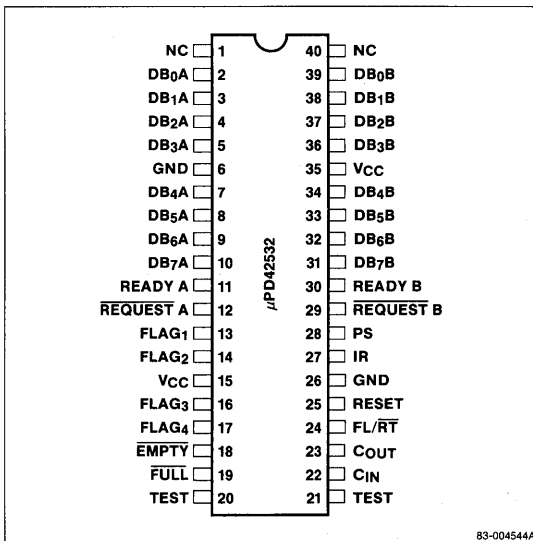 NC 1 40 NC
DB0A 2 39 DB0B
DB1A 3 38 DB1B
DB2A 4 37 DB2B
DB3A 5 36 DB3B
GND 6 35 VCC
DB4A 7 34 DB4B
DB5A 8 33 DB5B
DB6A 9 32 DB6B
DB7A 10 31 DB7B
READY A 11 30 READY B
REQUEST A 12 29 REQUEST B
FLAG1 13 28 PS
FLAG2 14 27 IR
VCC 15 26 GND
FLAG3 16 25 RESET
FLAG4 17 24 FL/RT
EMPTY 18 23 COUT
FULL 19 22 CIN
TEST 20 21 TEST
μPD42532
83-004544A